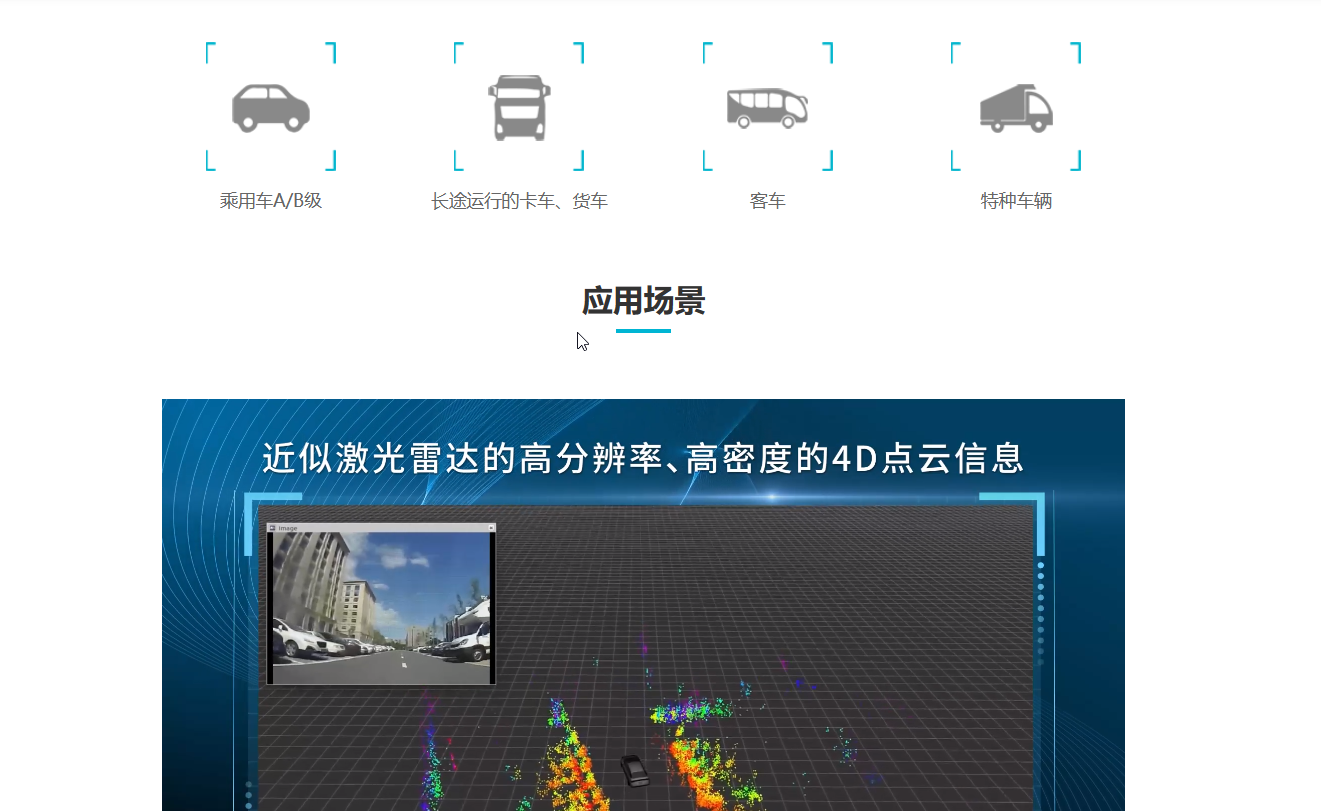 乘用车A/B级
长途运行的卡车、货车
客车
特种车辆
应用场景
近似激光雷达的高分辨率、高密度的4D点云信息
image